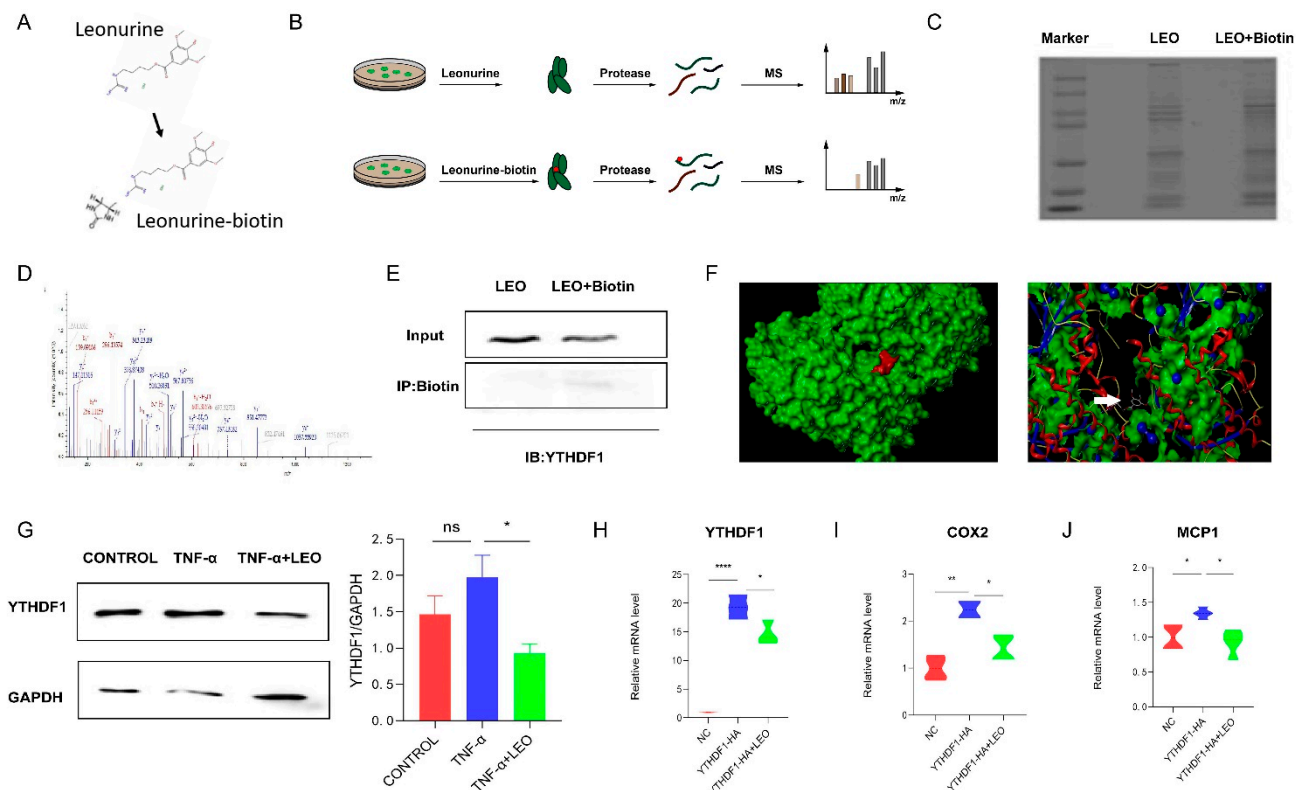 A
Leonurine
Leonurine-biotin
B
Leonurine
Protease
MS
m/z
Leonurine-biotin
Protease
MS
m/z
C
Marker LEO LEO+Biotin
D
E
LEO LEO+Biotin
Input
IP:Biotin
IB:YTHDF1
F
G
CONTROL TNF-α TNF-α+LEO
YTHDF1
GAPDH
YTHDF1/GAPDH
2.5
2.0
1.5
1.0
0.5
0.0
ns
*
CONTROL
TNF-α
TNF-α+LEO
H
YTHDF1
Relative mRNA level
25
20
15
10
5
0
****
*
NC
YTHDF1-HA
YTHDF1-HA+LEO
I
COX2
Relative mRNA level
3
2
1
0
**
*
NC
YTHDF1-HA
YTHDF1-HA+LEO
J
MCP1
Relative mRNA level
2.0
1.5
1.0
0.5
0.0
*
*
NC
YTHDF1-HA
YTHDF1-HA+LEO